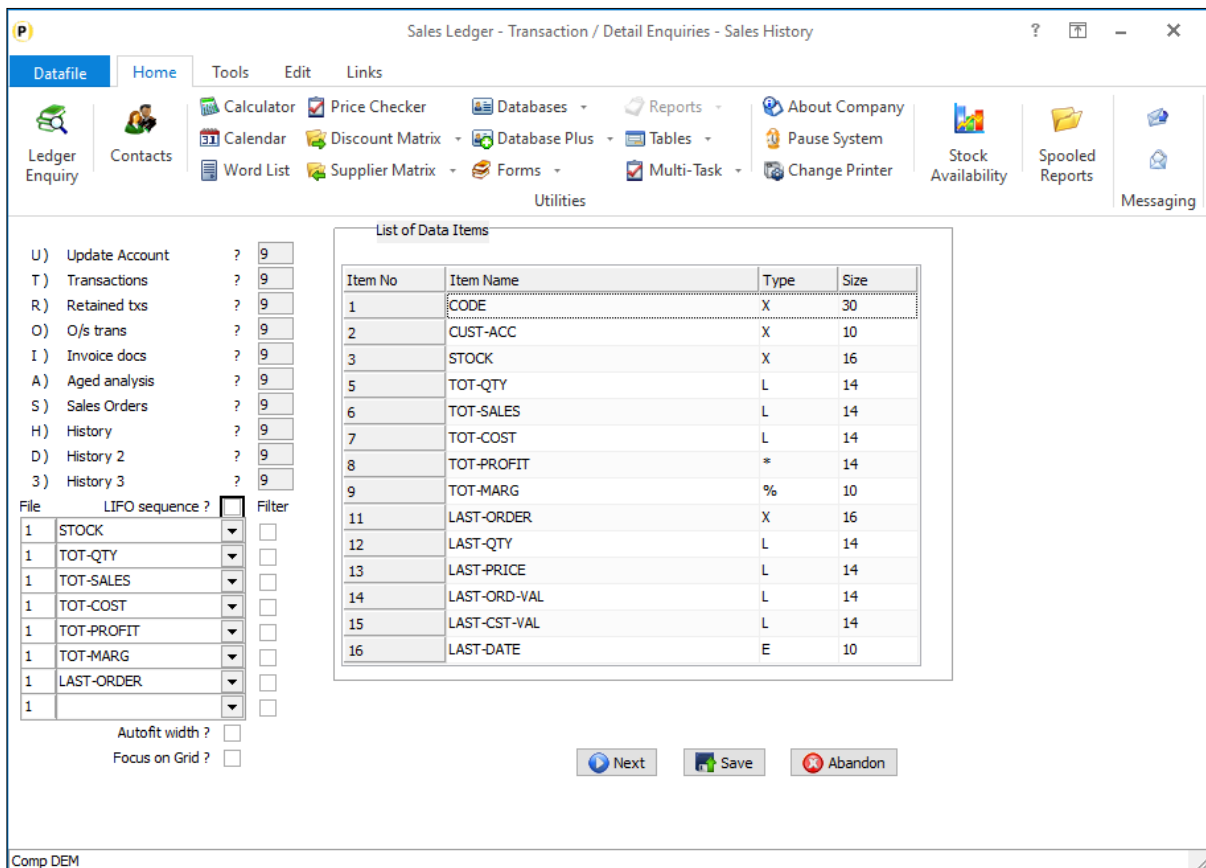 P
Sales Ledger - Transaction / Detail Enquiries - Sales History
?
Datafile Home Tools Edit Links
Ledger Enquiry
Contacts
Calculator Price Checker Databases Reports About Company
31 Calendar Discount Matrix Database Plus Tables Pause System
Word List Supplier Matrix Forms Multi-Task Change Printer
Stock Availability
Spooled Reports
Utilities
Messaging
List of Data Items
U) Update Account ? 9
T) Transactions ? 9
R) Retained txs ? 9
O) O/s trans ? 9
I) Invoice docs ? 9
A) Aged analysis ? 9
S) Sales Orders ? 9
H) History ? 9
D) History 2 ? 9
3) History 3 ? 9
File LIFO sequence ? Filter
1 STOCK
1 TOT-QTY
1 TOT-SALES
1 TOT-COST
1 TOT-PROFIT
1 TOT-MARG
1 LAST-ORDER
1
Autofit width ?
Focus on Grid ?
Item No Item Name Type Size
1 CODE X 30
2 CUST-ACC X 10
3 STOCK X 16
5 TOT-QTY L 14
6 TOT-SALES L 14
7 TOT-COST L 14
8 TOT-PROFIT * 14
9 TOT-MARG % 10
11 LAST-ORDER X 16
12 LAST-QTY L 14
13 LAST-PRICE L 14
14 LAST-ORD-VAL L 14
15 LAST-CST-VAL L 14
16 LAST-DATE E 10
Next Save Abandon
Comp DEM